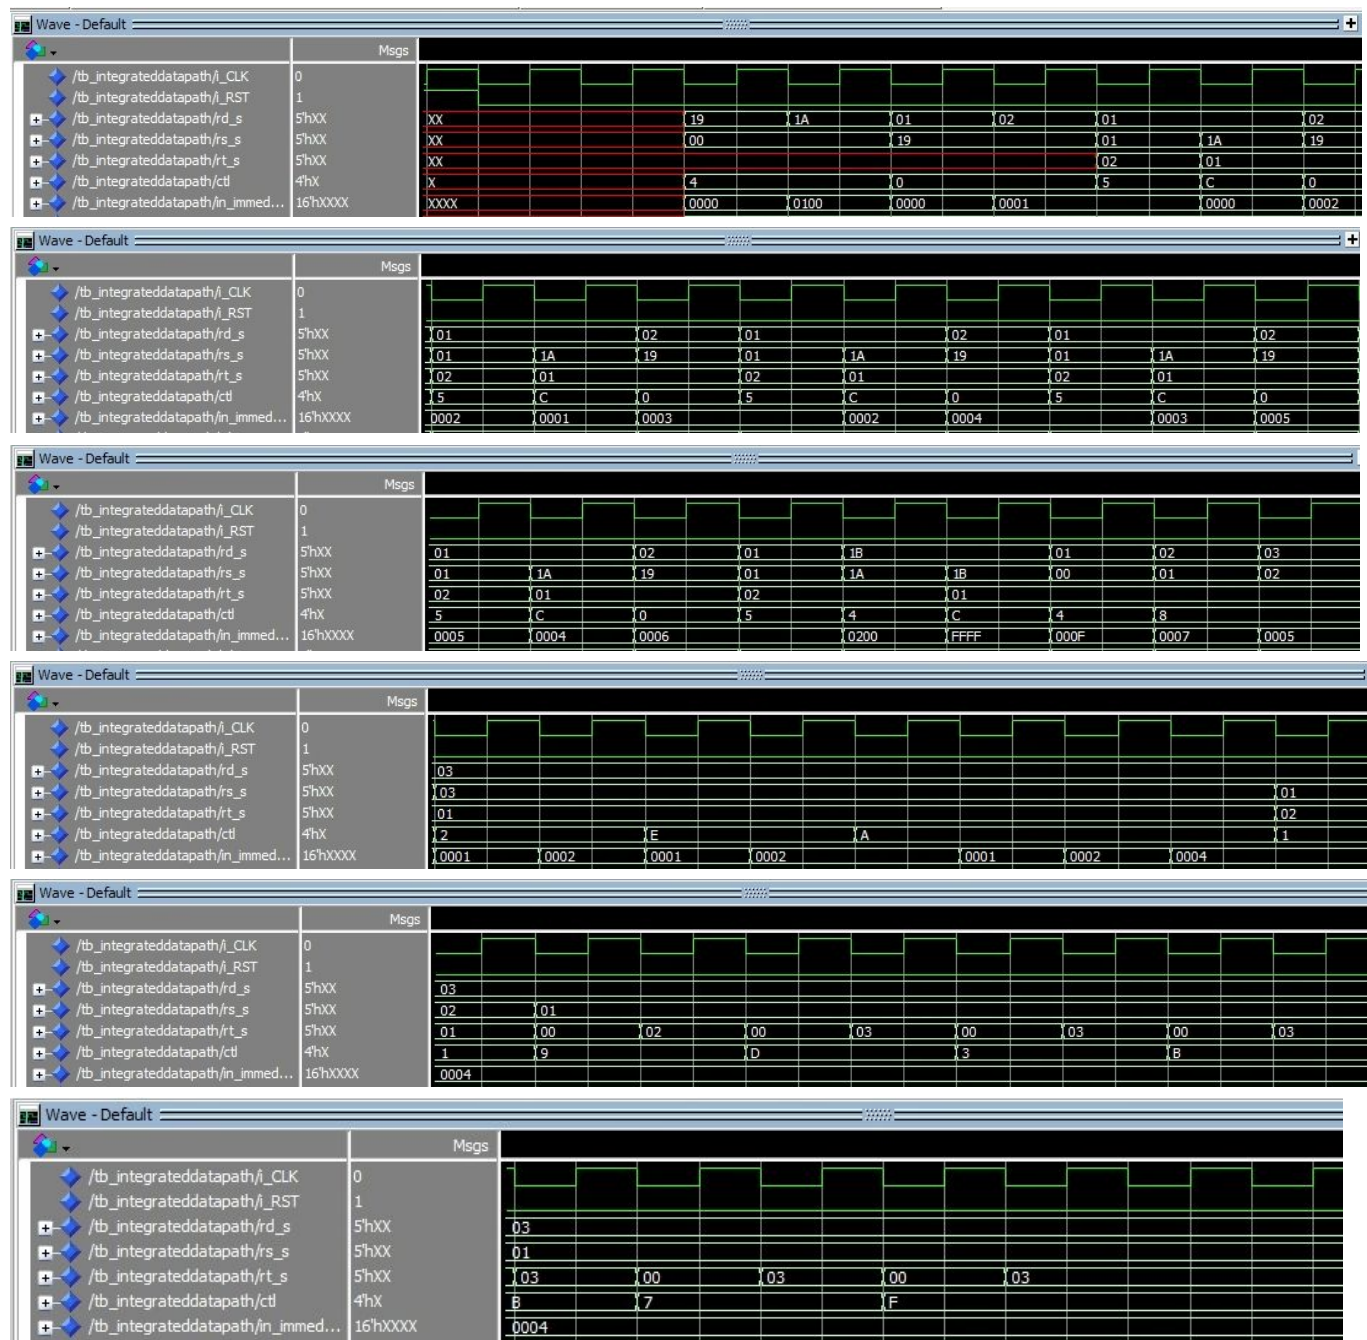 Wave - Default
Msgs
/tb_integrateddatapath/i_CLK 0
/tb_integrateddatapath/i_RST 1
/tb_integrateddatapath/rd_s 5'hXX XX 19 1A 01 02 01 02
/tb_integrateddatapath/rs_s 5'hXX XX 00 19 01 1A 19
/tb_integrateddatapath/rt_s 5'hXX XX 02 01
/tb_integrateddatapath/ctl 4'hX X 4 0 5 C 0
/tb_integrateddatapath/in_immed... 16'hXXXX XXXX 0000 0100 0000 0001 0000 0002
Wave - Default
Msgs
/tb_integrateddatapath/i_CLK 0
/tb_integrateddatapath/i_RST 1
/tb_integrateddatapath/rd_s 5'hXX 01 02 01 02 01 02
/tb_integrateddatapath/rs_s 5'hXX 01 1A 19 01 1A 19 01 1A 19
/tb_integrateddatapath/rt_s 5'hXX 02 01 02 01 02 01
/tb_integrateddatapath/ctl 4'hX 5 C 0 5 C 0 5 C 0
/tb_integrateddatapath/in_immed... 16'hXXXX 0002 0001 0003 0002 0004 0003 0005
Wave - Default
Msgs
/tb_integrateddatapath/i_CLK 0
/tb_integrateddatapath/i_RST 1
/tb_integrateddatapath/rd_s 5'hXX 01 02 01 1B 01 02 03
/tb_integrateddatapath/rs_s 5'hXX 01 1A 19 01 1A 1B 00 01 02
/tb_integrateddatapath/rt_s 5'hXX 02 01 02 01
/tb_integrateddatapath/ctl 4'hX 5 C 0 5 4 C 4 8
/tb_integrateddatapath/in_immed... 16'hXXXX 0005 0004 0006 0200 FFFF 000F 0007 0005
Wave - Default
Msgs
/tb_integrateddatapath/i_CLK 0
/tb_integrateddatapath/i_RST 1
/tb_integrateddatapath/rd_s 5'hXX 03
/tb_integrateddatapath/rs_s 5'hXX 03 01
/tb_integrateddatapath/rt_s 5'hXX 01 02
/tb_integrateddatapath/ctl 4'hX 2 E A 1
/tb_integrateddatapath/in_immed... 16'hXXXX 0001 0002 0001 0002 0001 0002 0004
Wave - Default
Msgs
/tb_integrateddatapath/i_CLK 0
/tb_integrateddatapath/i_RST 1
/tb_integrateddatapath/rd_s 5'hXX 03
/tb_integrateddatapath/rs_s 5'hXX 02 01
/tb_integrateddatapath/rt_s 5'hXX 01 00 02 00 03 00 03 00 03
/tb_integrateddatapath/ctl 4'hX 1 9 D 3 B
/tb_integrateddatapath/in_immed... 16'hXXXX 0004
Wave - Default
Msgs
/tb_integrateddatapath/i_CLK 0
/tb_integrateddatapath/i_RST 1
/tb_integrateddatapath/rd_s 5'hXX 03
/tb_integrateddatapath/rs_s 5'hXX 01
/tb_integrateddatapath/rt_s 5'hXX 03 00 03 00 03
/tb_integrateddatapath/ctl 4'hX B 7 F
/tb_integrateddatapath/in_immed... 16'hXXXX 0004